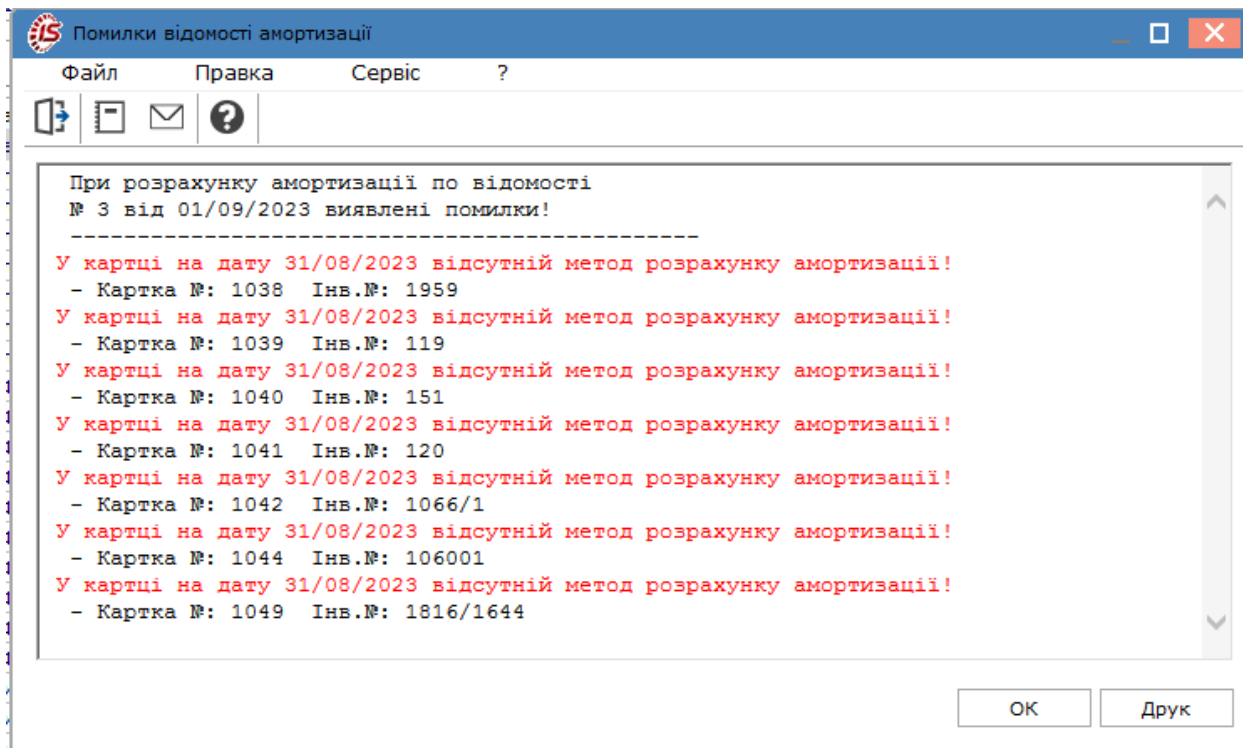 IS Помилки відомості амортизації
Файл Правка Сервіс ?
При розрахунку амортизації по відомості
№ 3 від 01/09/2023 виявлені помилки!
-----------------------------------------------
У картці на дату 31/08/2023 відсутній метод розрахунку амортизації!
- Картка №: 1038 Інв.№: 1959
У картці на дату 31/08/2023 відсутній метод розрахунку амортизації!
- Картка №: 1039 Інв.№: 119
У картці на дату 31/08/2023 відсутній метод розрахунку амортизації!
- Картка №: 1040 Інв.№: 151
У картці на дату 31/08/2023 відсутній метод розрахунку амортизації!
- Картка №: 1041 Інв.№: 120
У картці на дату 31/08/2023 відсутній метод розрахунку амортизації!
- Картка №: 1042 Інв.№: 1066/1
У картці на дату 31/08/2023 відсутній метод розрахунку амортизації!
- Картка №: 1044 Інв.№: 106001
У картці на дату 31/08/2023 відсутній метод розрахунку амортизації!
- Картка №: 1049 Інв.№: 1816/1644
ОК Друк